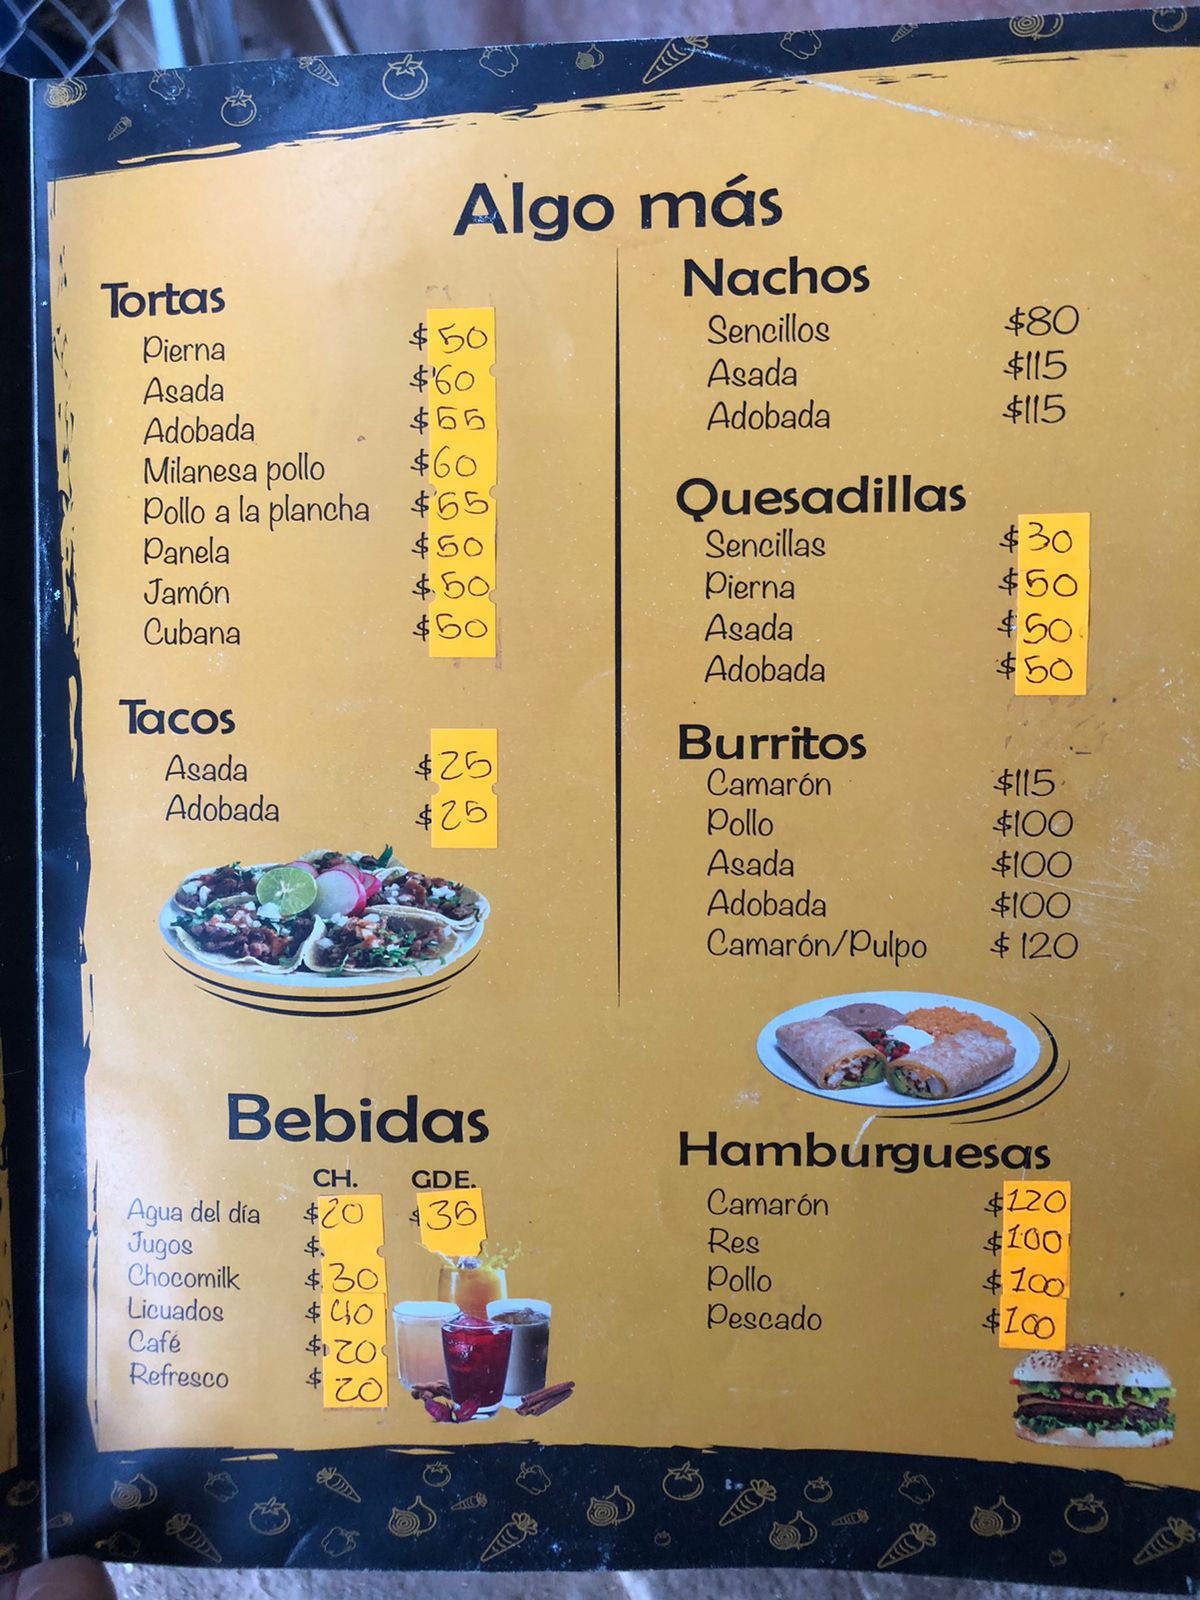 Algo más
Tortas
Pierna $50
Asada $60
Adobada $55
Milanesa pollo $60
Pollo a la plancha $55
Panela $50
Jamón $50
Cubana $50
Tacos
Asada $25
Adobada $25
Nachos
Sencillos $80
Asada $115
Adobada $115
Quesadillas
Sencillas $30
Pierna $50
Asada $50
Adobada $50
Burritos
Camarón $115
Pollo $100
Asada $100
Adobada $100
Camarón/Pulpo $ 120
Bebidas
CH. GDE.
Agua del día $20 $35
Jugos $
Chocomilk $30
Licuados $40
Café $20
Refresco $20
Hamburguesas
Camarón $120
Res $100
Pollo $100
Pescado $100